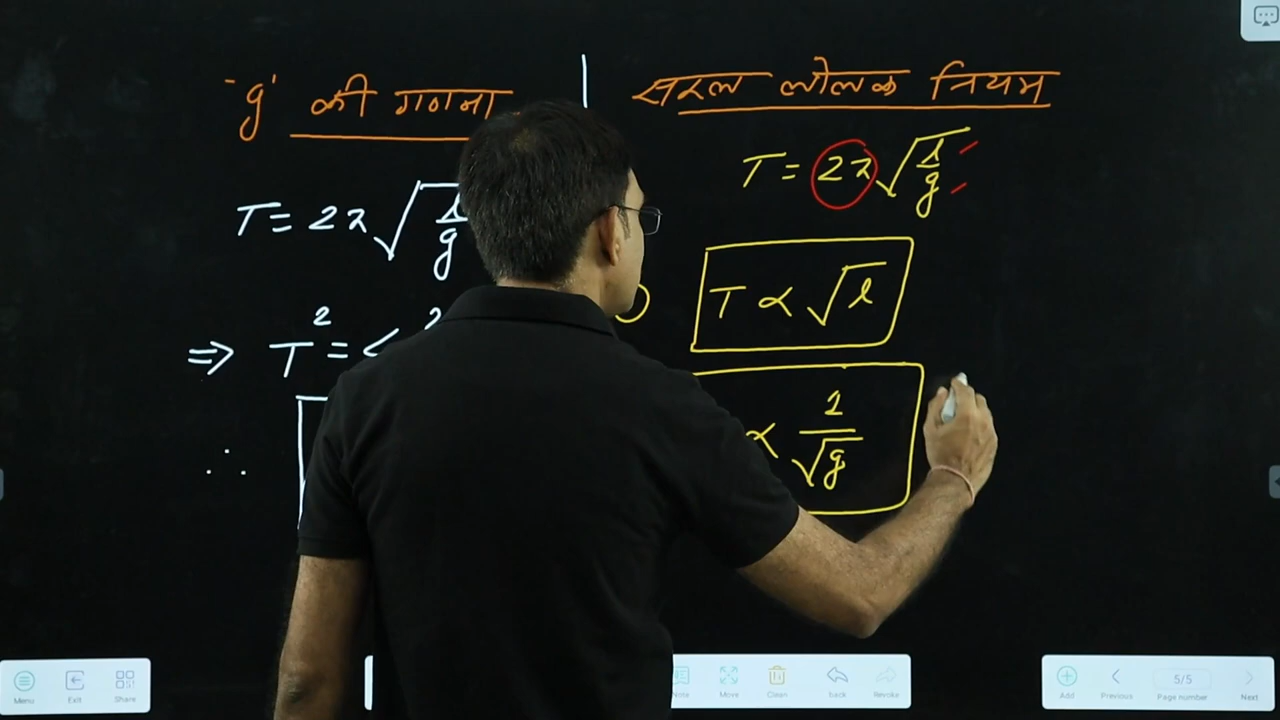 'g' की गणना
T = 2π √l/g
⇒ T² =
∴
सरल लोलक नियम
T = 2π √l/g
T ∝ √l
∝ 1/√g
Menu Exit Share
Note Move Clean back Revoke
Add Previous 5/5 Page number Next